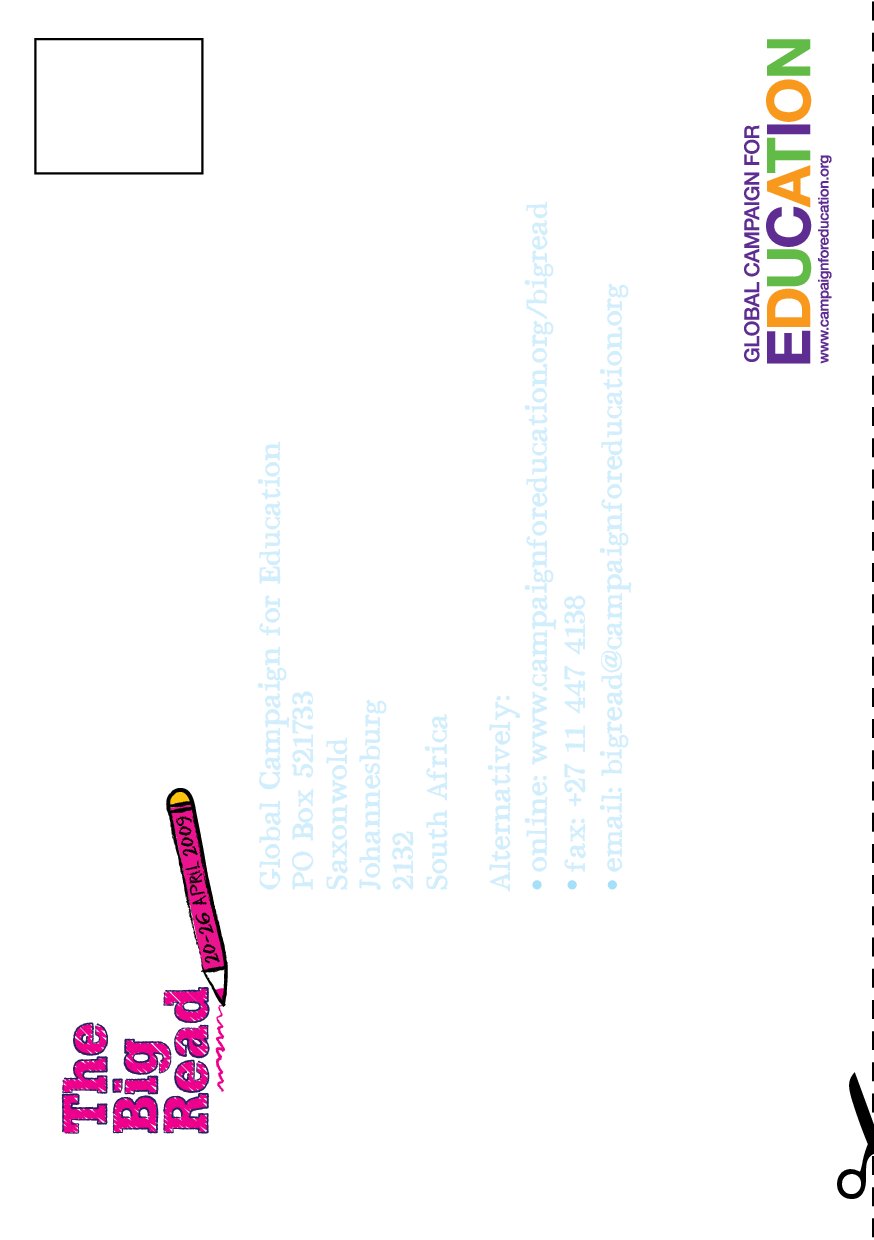 The
Big
Read
20-26 APRIL 2009
Global Campaign for Education
PO Box 521733
Saxonwold
Johannesburg
2132
South Africa
Alternatively:
• online: www.campaignforeducation.org/bigread
• fax: +27 11 447 4138
• email: bigread@campaignforeducation.org
GLOBAL CAMPAIGN FOR
EDUCATION
www.campaignforeducation.org